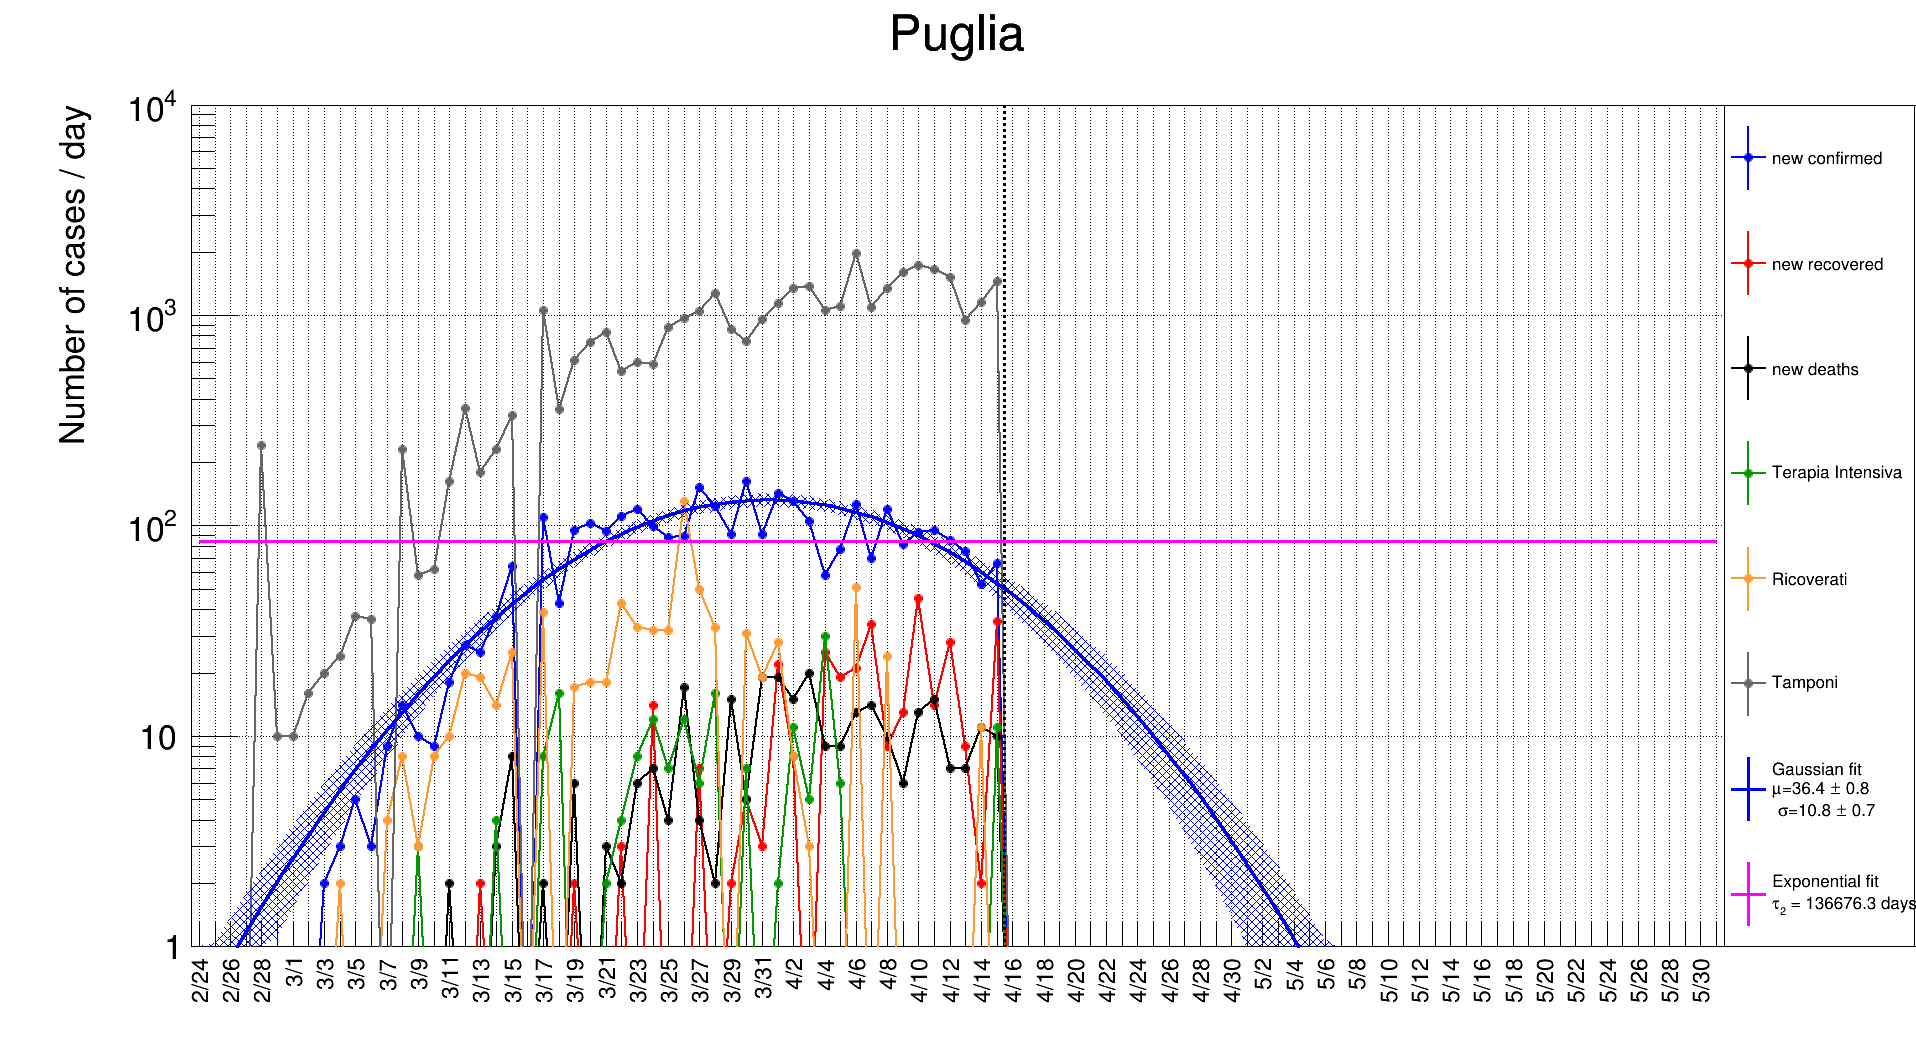 Puglia
Number of cases / day
10⁴
10³
10²
10
1
2/24 2/26 2/28 3/1 3/3 3/5 3/7 3/9 3/11 3/13 3/15 3/17 3/19 3/21 3/23 3/25 3/27 3/29 3/31 4/2 4/4 4/6 4/8 4/10 4/12 4/14 4/16 4/18 4/20 4/22 4/24 4/26 4/28 4/30 5/2 5/4 5/6 5/8 5/10 5/12 5/14 5/16 5/18 5/20 5/22 5/24 5/26 5/28 5/30
new confirmed
new recovered
new deaths
Terapia Intensiva
Ricoverati
Tamponi
Gaussian fit
μ=36.4 ± 0.8
σ=10.8 ± 0.7
Exponential fit
τ₂ = 136676.3 days